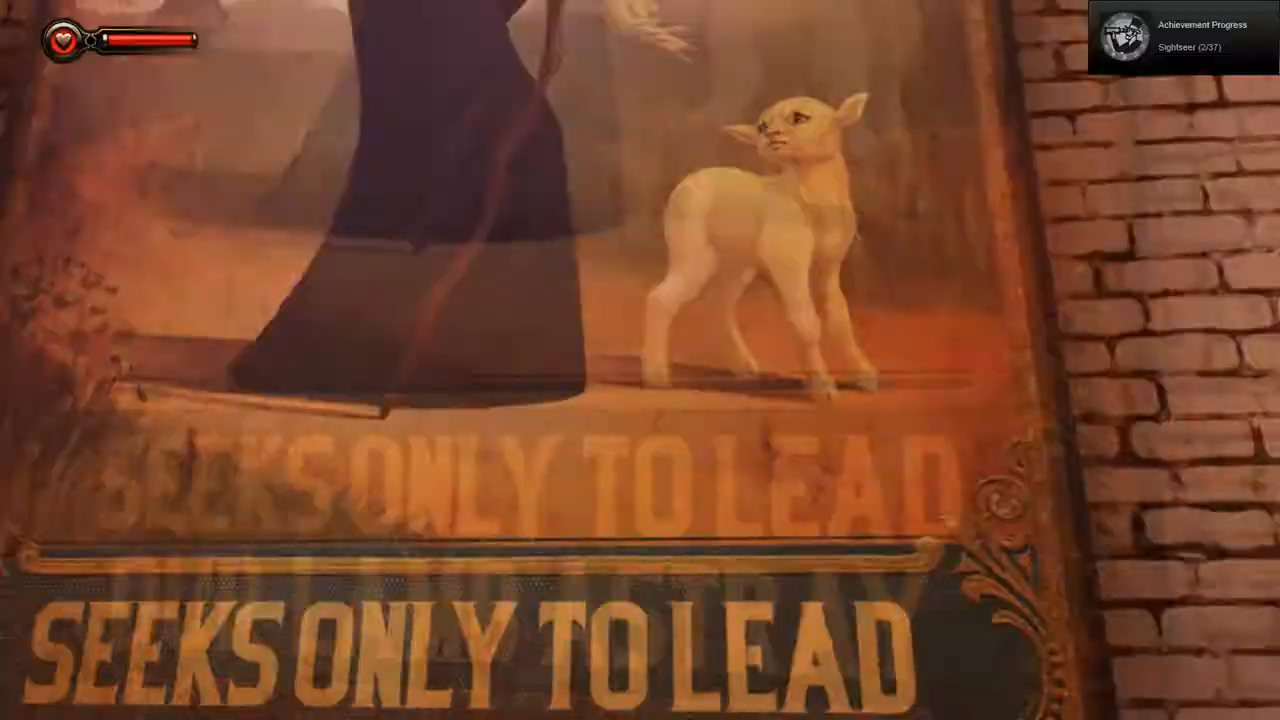 Achievement Progress
Sightseer (2/37)
SEEKS ONLY TO LEAD
SEEKS ONLY TO LEAD